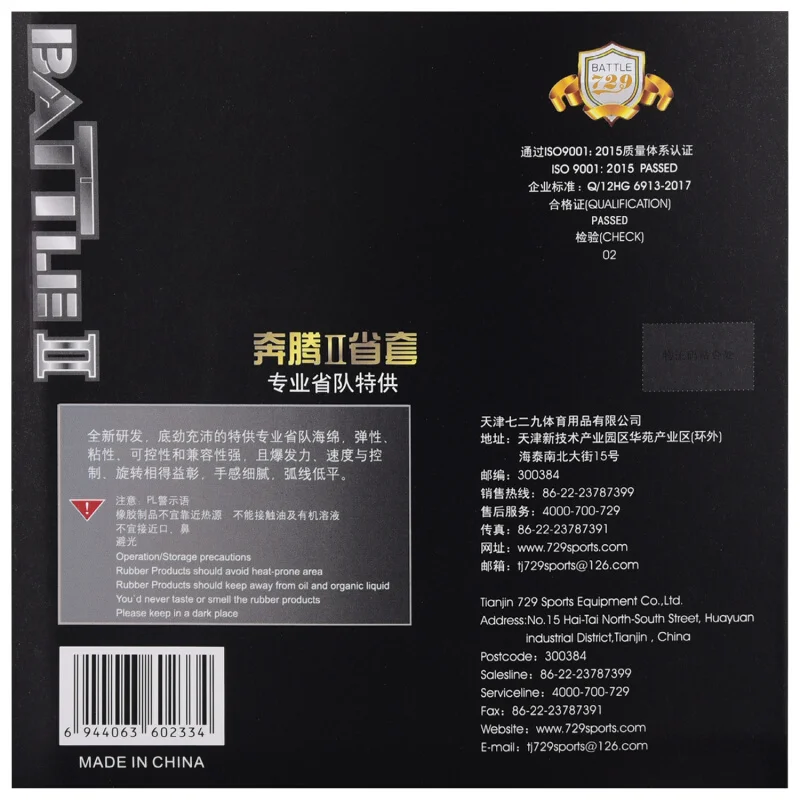 BATTLE II
BATTLE
729
通过ISO9001: 2015质量体系认证
ISO 9001: 2015 PASSED
企业标准：Q/12HG 6913-2017
合格证(QUALIFICATION)
PASSED
检验(CHECK)
02
奔腾II省套
专业省队特供
全新研发，底劲充沛的特供专业省队海绵，弹性、
粘性、可控性和兼容性强，且爆发力、速度与控
制、旋转相得益彰，手感细腻，弧线低平。
注意 PL警示语
橡胶制品不宜靠近热源 不能接触油及有机溶液
不宜接近口，鼻
避光
Operation/Storage precautions
Rubber Products should avoid heat-prone area
Rubber Products should keep away from oil and organic liquid
You'd never taste or smell the rubber products
Please keep in a dark place
6 944063 602334
MADE IN CHINA
天津七二九体育用品有限公司
地址：天津新技术产业园区华苑产业区(环外)
海泰南北大街15号
邮编：300384
销售热线：86-22-23787399
售后服务：4000-700-729
传真：86-22-23787391
网址：www.729sports.com
邮箱：tj729sports@126.com
Tianjin 729 Sports Equipment Co.,Ltd.
Address:No.15 Hai-Tai North-South Street, Huayuan
industrial District,Tianjin , China
Postcode：300384
Salesline：86-22-23787399
Serviceline：4000-700-729
Fax：86-22-23787391
Website：www.729sports.com
E-mail：tj729sports@126.com